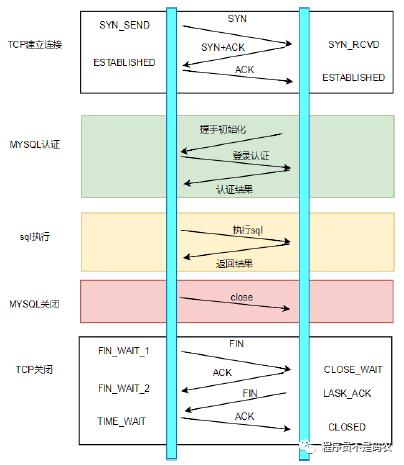 SYN
SYN_SEND
TCP建立连接
SYN+ACK
SYN_RCVD
ESTABLISHED
ACK
ESTABLISHED
握手初始化
MYSQL认证
登录认证
认证结果
执行sql
sql执行
返回结果
close
MYSQL关闭
FIN
FIN_WAIT_1
TCP关闭
ACK
CLOSE_WAIT
FIN_WAIT_2
FIN
LASK_ACK
TIME_WAIT
ACK
CLOSED
程序员不是码农